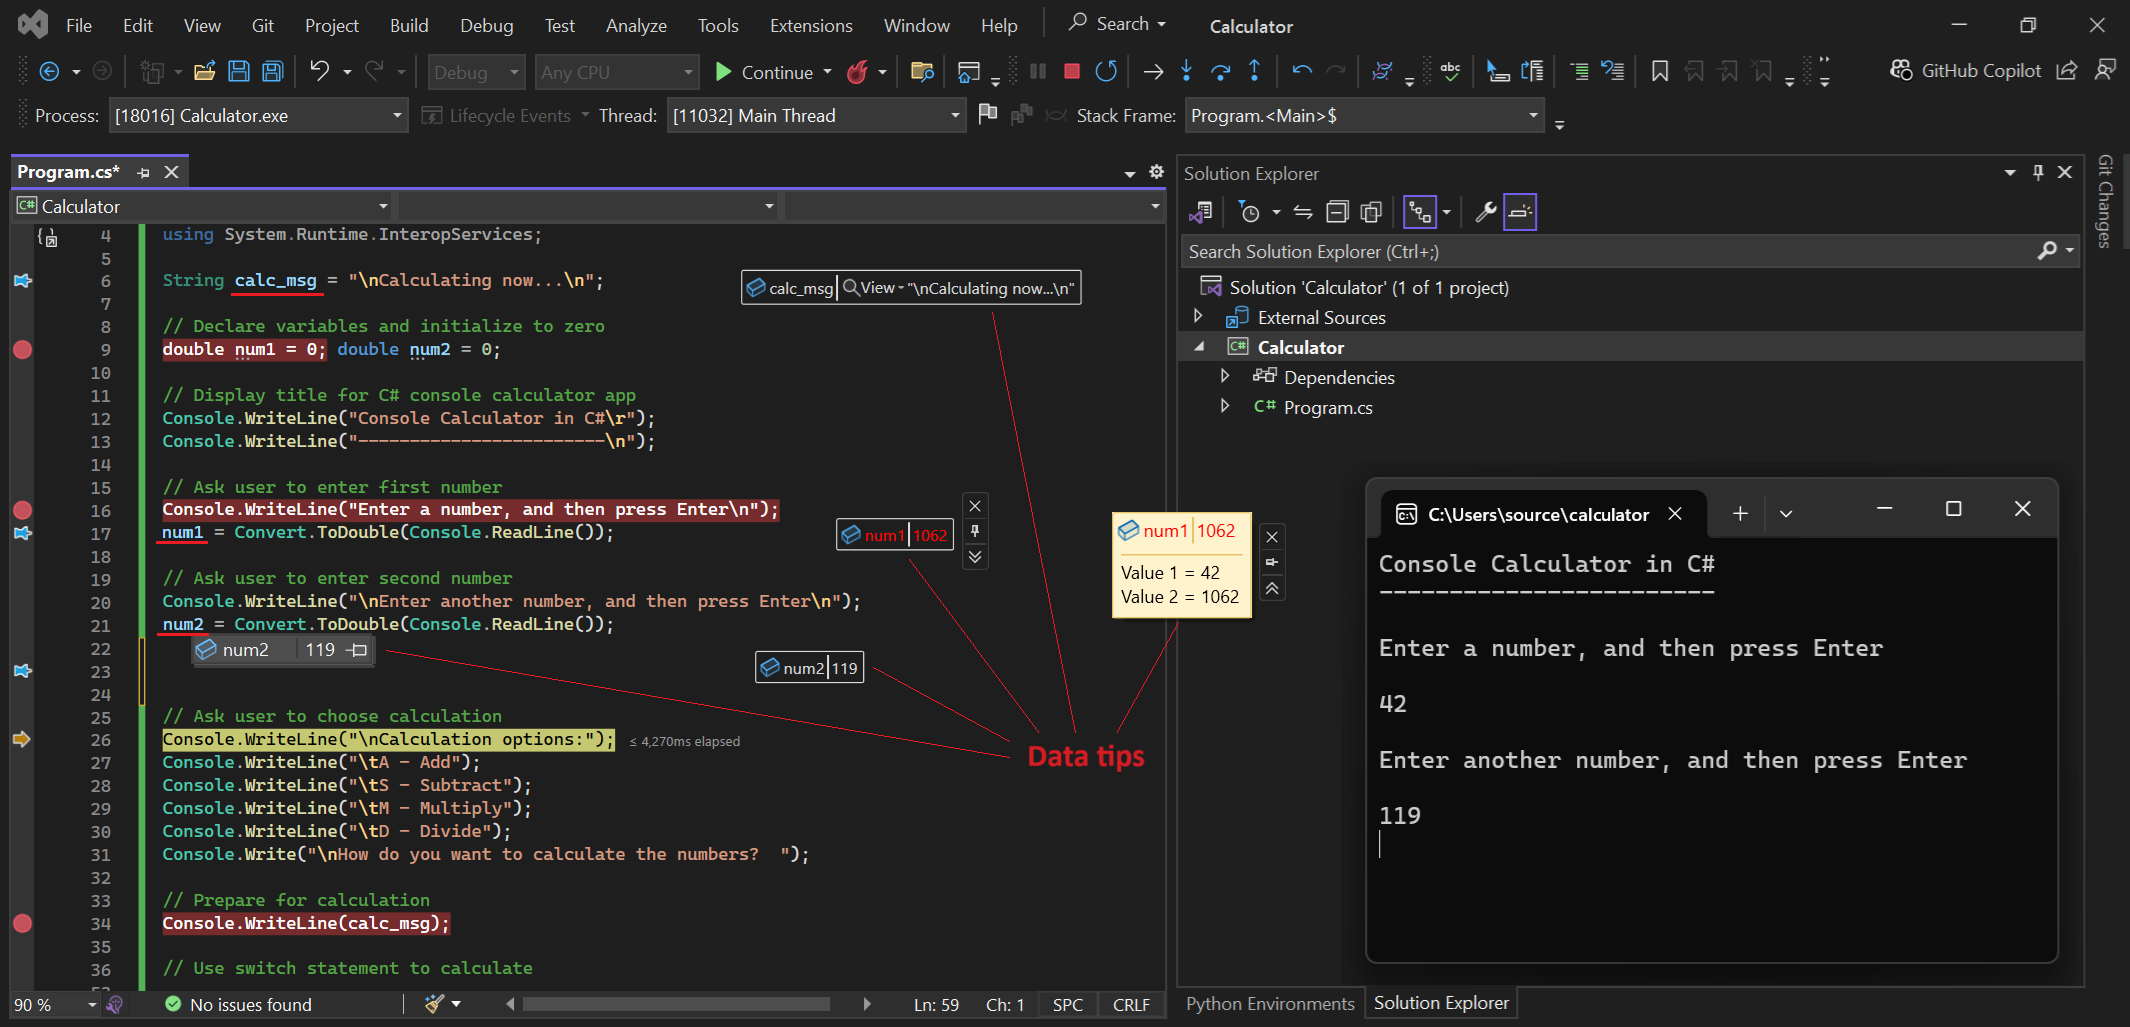 File Edit View Git Project Build Debug Test Analyze Tools Extensions Window Help Search Calculator
Debug Any CPU Continue abc GitHub Copilot
Process: [18016] Calculator.exe Lifecycle Events Thread: [11032] Main Thread Stack Frame: Program.<Main>$
Program.cs*
C# Calculator
4 using System.Runtime.InteropServices;
5
6 String calc_msg = "\nCalculating now...\n";
calc_msg View "\nCalculating now...\n"
7
8 // Declare variables and initialize to zero
9 double num1 = 0; double num2 = 0;
10
11 // Display title for C# console calculator app
12 Console.WriteLine("Console Calculator in C#\r");
13 Console.WriteLine("------------------------\n");
14
15 // Ask user to enter first number
16 Console.WriteLine("Enter a number, and then press Enter\n");
17 num1 = Convert.ToDouble(Console.ReadLine());
num1 1062
18
19 // Ask user to enter second number
20 Console.WriteLine("\nEnter another number, and then press Enter\n");
21 num2 = Convert.ToDouble(Console.ReadLine());
22
num2 119
23
num2 119
24
25 // Ask user to choose calculation
26 Console.WriteLine("\nCalculation options:"); ≤ 4,270ms elapsed
27 Console.WriteLine("\tA - Add");
28 Console.WriteLine("\tS - Subtract");
29 Console.WriteLine("\tM - Multiply");
30 Console.WriteLine("\tD - Divide");
31 Console.Write("\nHow do you want to calculate the numbers?  ");
32
33 // Prepare for calculation
34 Console.WriteLine(calc_msg);
35
36 // Use switch statement to calculate
num1 1062
Value 1 = 42
Value 2 = 1062
Data tips
90 % No issues found Ln: 59 Ch: 1 SPC CRLF
Solution Explorer
Search Solution Explorer (Ctrl+;)
Solution 'Calculator' (1 of 1 project)
External Sources
C# Calculator
Dependencies
C# Program.cs
C:\Users\source\calculator
Console Calculator in C#
------------------------
Enter a number, and then press Enter
42
Enter another number, and then press Enter
119
Python Environments Solution Explorer
Git Changes